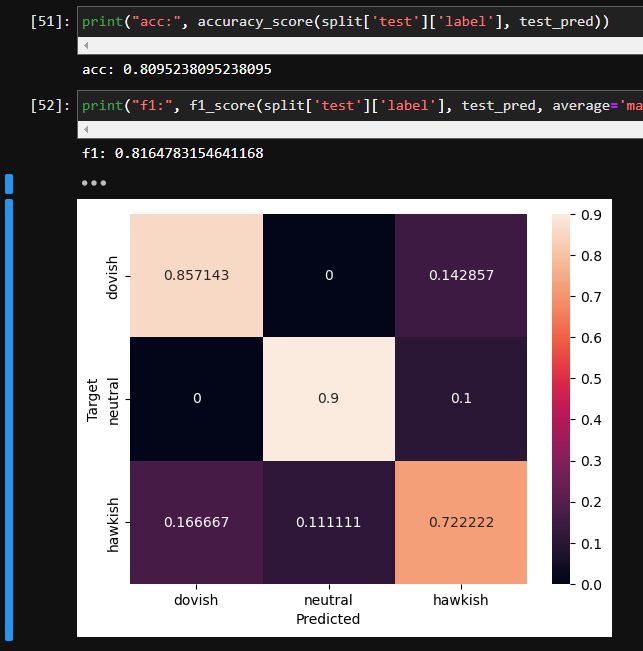 [51]: print("acc:", accuracy_score(split['test']['label'], test_pred))
acc: 0.8095238095238095
[52]: print("f1:", f1_score(split['test']['label'], test_pred, average='ma
f1: 0.8164783154641168
•••
Target
dovish
0.857143 0 0.142857
neutral
0 0.9 0.1
hawkish
0.166667 0.111111 0.722222
dovish neutral hawkish
Predicted
0.9
0.8
0.7
0.6
0.5
0.4
0.3
0.2
0.1
0.0